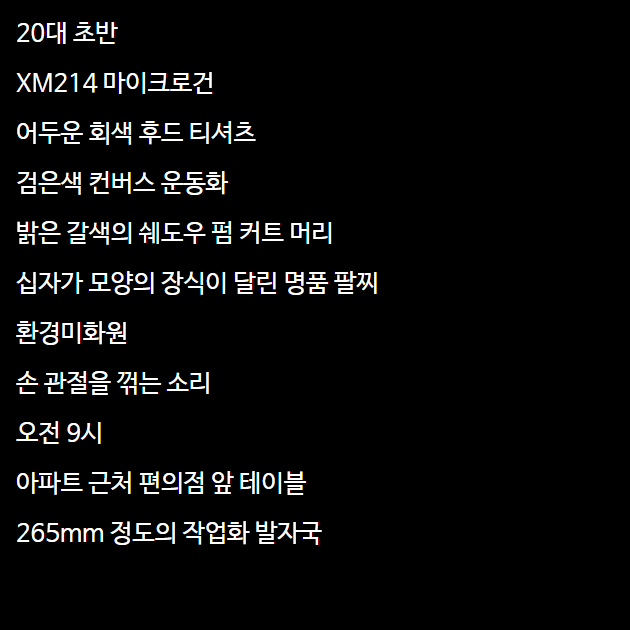 20대 초반
XM214 마이크로건
어두운 회색 후드 티셔츠
검은색 컨버스 운동화
밝은 갈색의 쉐도우 펌 커트 머리
십자가 모양의 장식이 달린 명품 팔찌
환경미화원
손 관절을 꺾는 소리
오전 9시
아파트 근처 편의점 앞 테이블
265mm 정도의 작업화 발자국